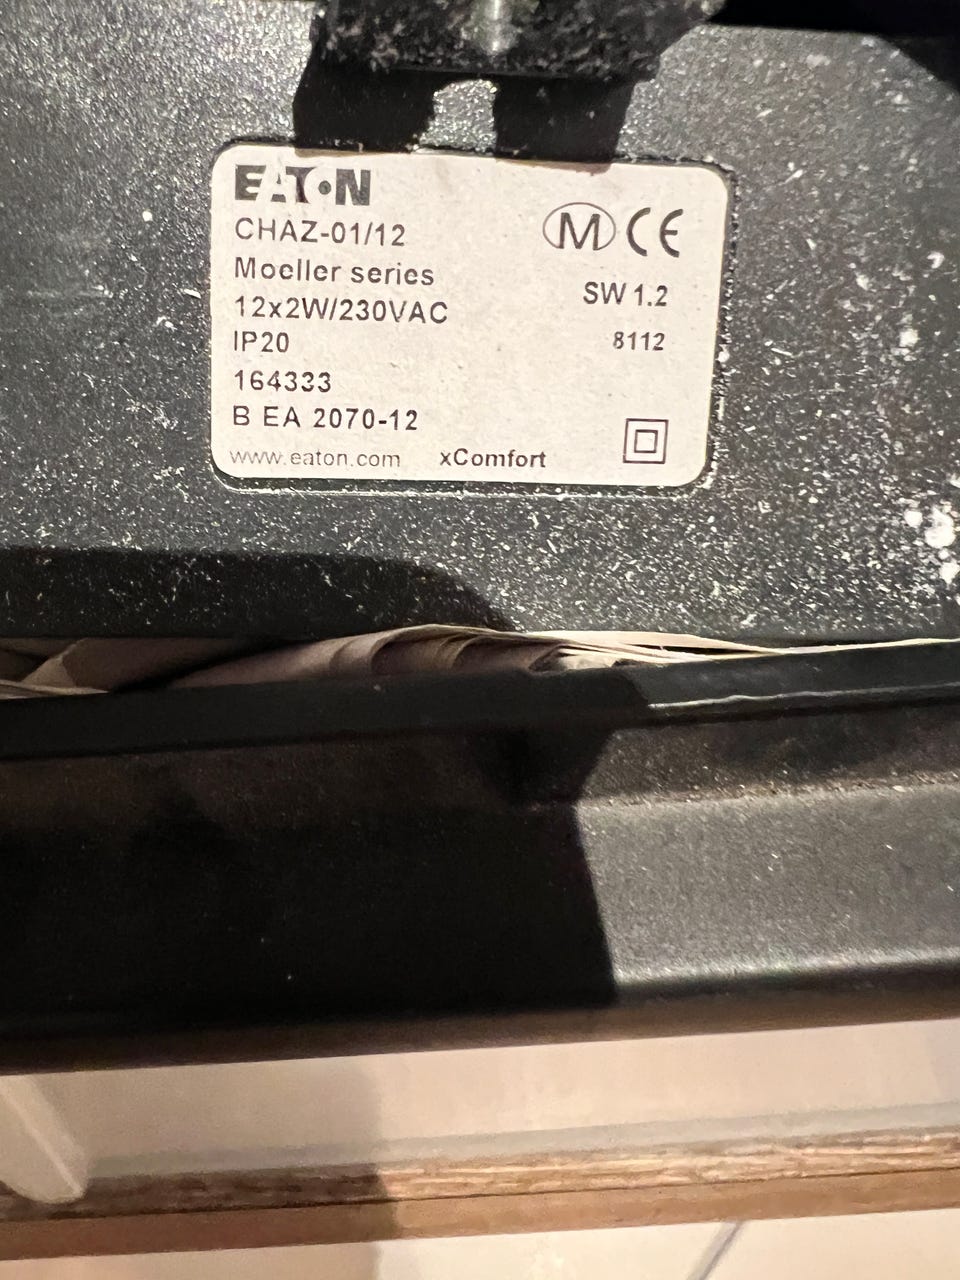 EATON
CHAZ-01/12
M CE
Moeller series
SW 1.2
12x2W/230VAC
IP20
8112
164333
B EA 2070-12
www.eaton.com xComfort